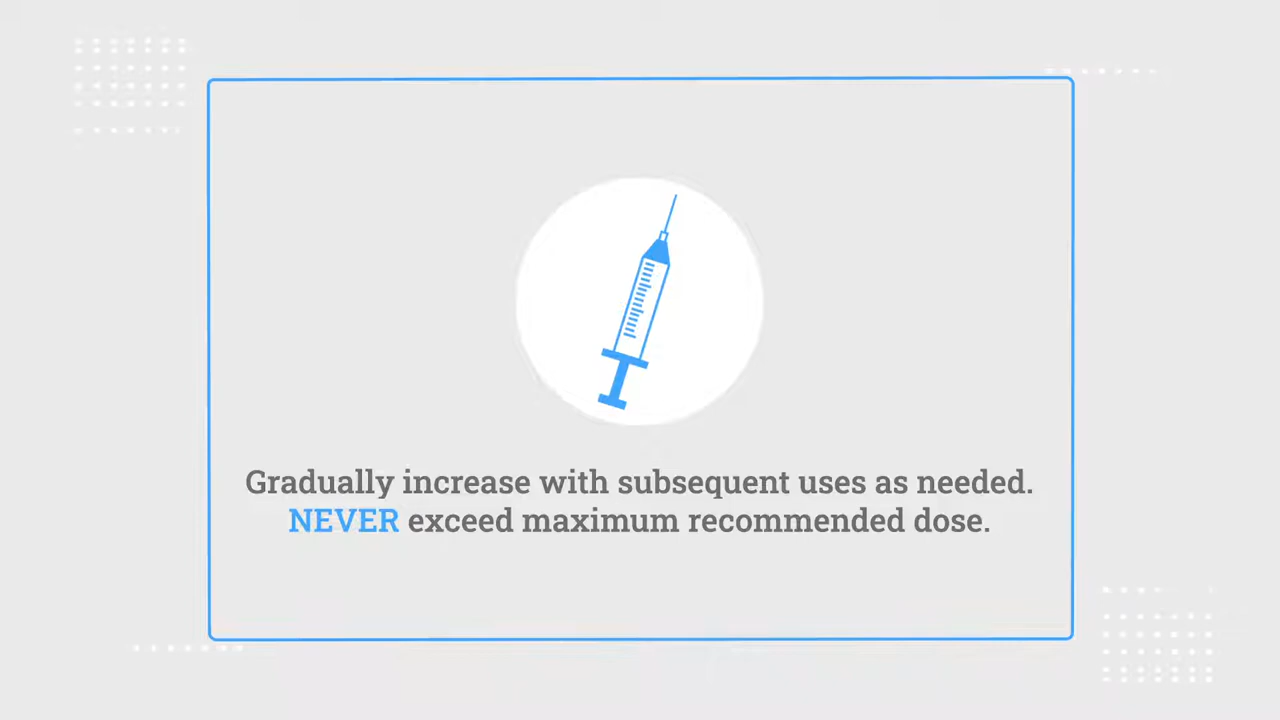 Gradually increase with subsequent uses as needed.
NEVER exceed maximum recommended dose.